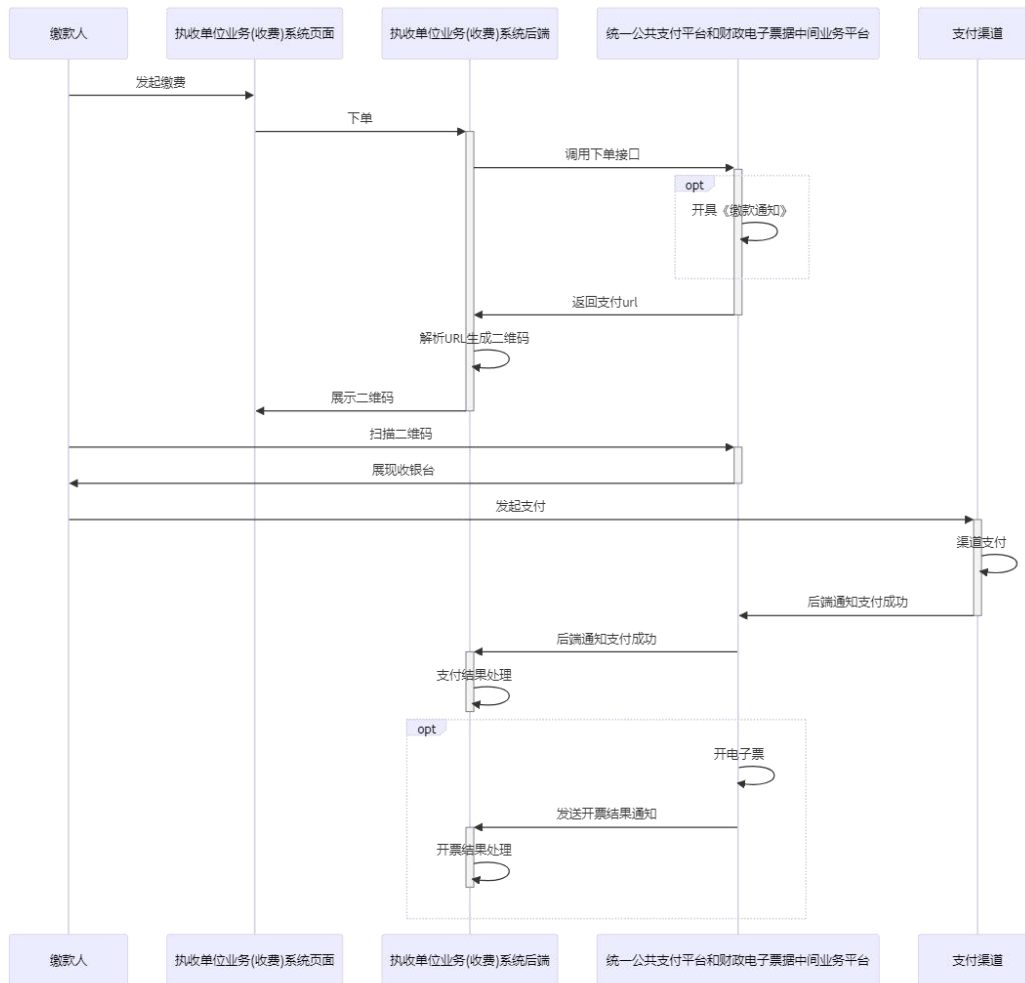 缴款人
执收单位业务(收费)系统页面
执收单位业务(收费)系统后端
统一公共支付平台和财政电子票据中间业务平台
支付渠道
发起缴费
下单
调用下单接口
opt
开具《缴款通知》
返回支付url
解析URL生成二维码
展示二维码
扫描二维码
展现收银台
发起支付
渠道支付
后端通知支付成功
后端通知支付成功
支付结果处理
opt
开电子票
发送开票结果通知
开票结果处理
缴款人
执收单位业务(收费)系统页面
执收单位业务(收费)系统后端
统一公共支付平台和财政电子票据中间业务平台
支付渠道